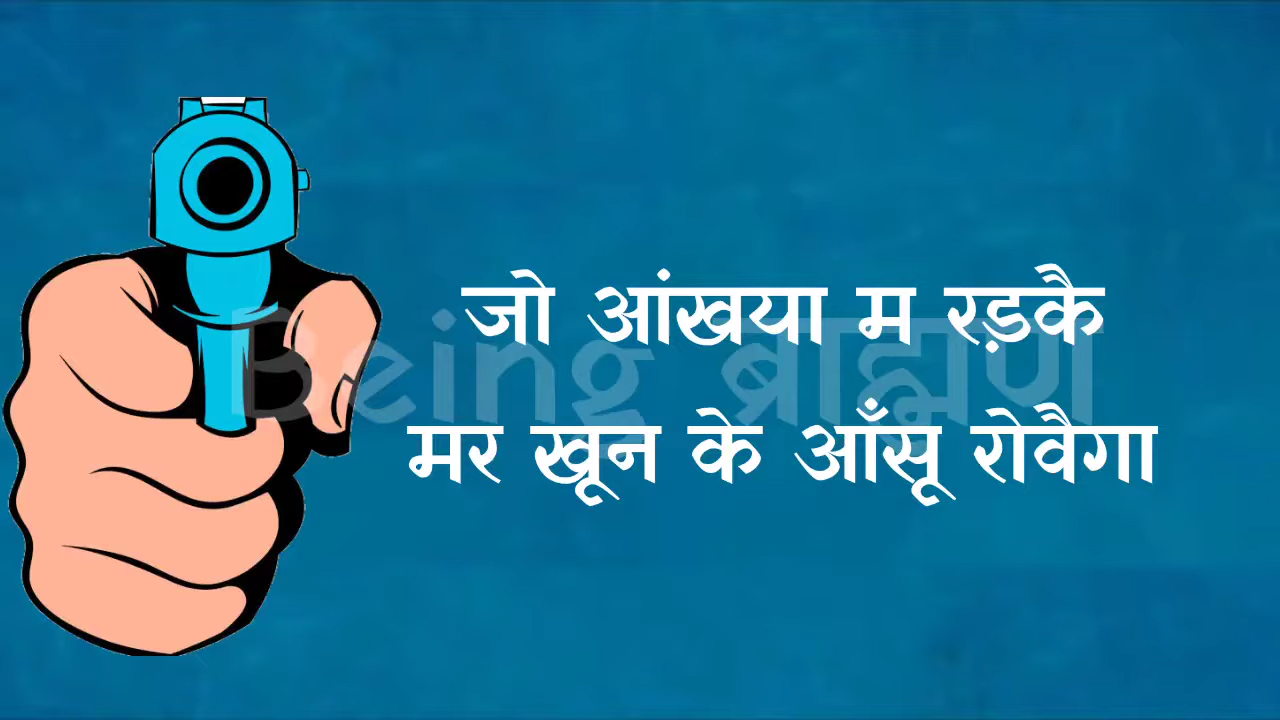 जो आंखया म रड़कै
Being ब्राह्मण
मर खून के आँसू रोवैगा